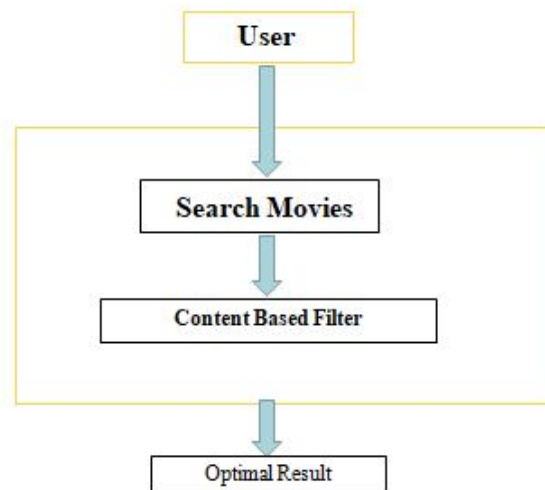 User
Search Movies
Content Based Filter
Optimal Result